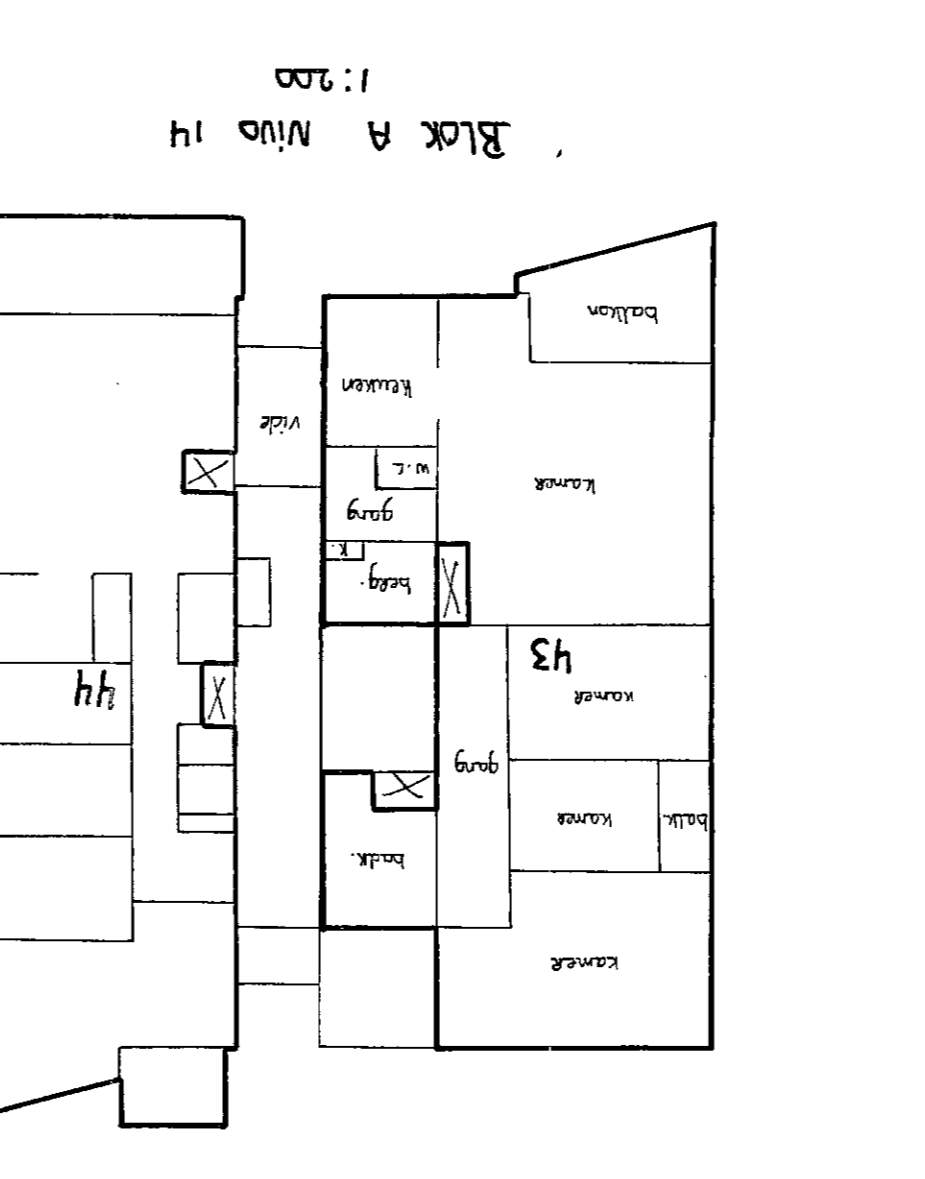 kamer
badk.
balk.
kamer
gang
kamer
44
43
berg.
K.
gang
kamer
W.C.
vide
keuken
balkon
Blok A Nivo 14
1:200